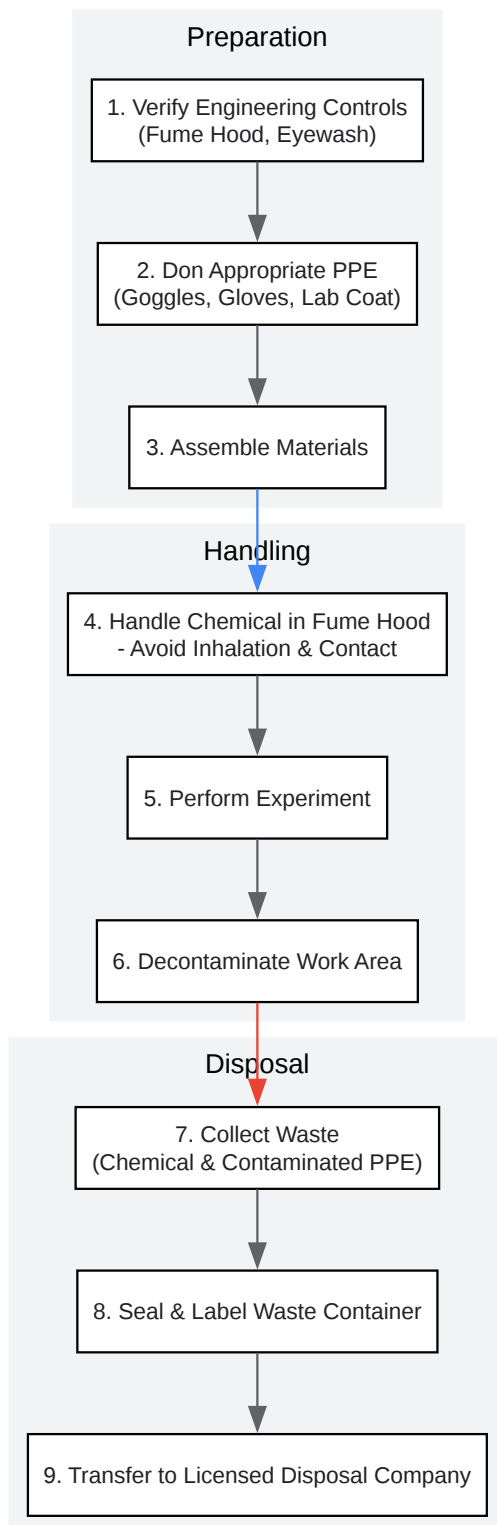 Preparation
1. Verify Engineering Controls
(Fume Hood, Eyewash)
2. Don Appropriate PPE
(Goggles, Gloves, Lab Coat)
3. Assemble Materials
Handling
4. Handle Chemical in Fume Hood
- Avoid Inhalation & Contact
5. Perform Experiment
6. Decontaminate Work Area
Disposal
7. Collect Waste
(Chemical & Contaminated PPE)
8. Seal & Label Waste Container
9. Transfer to Licensed Disposal Company